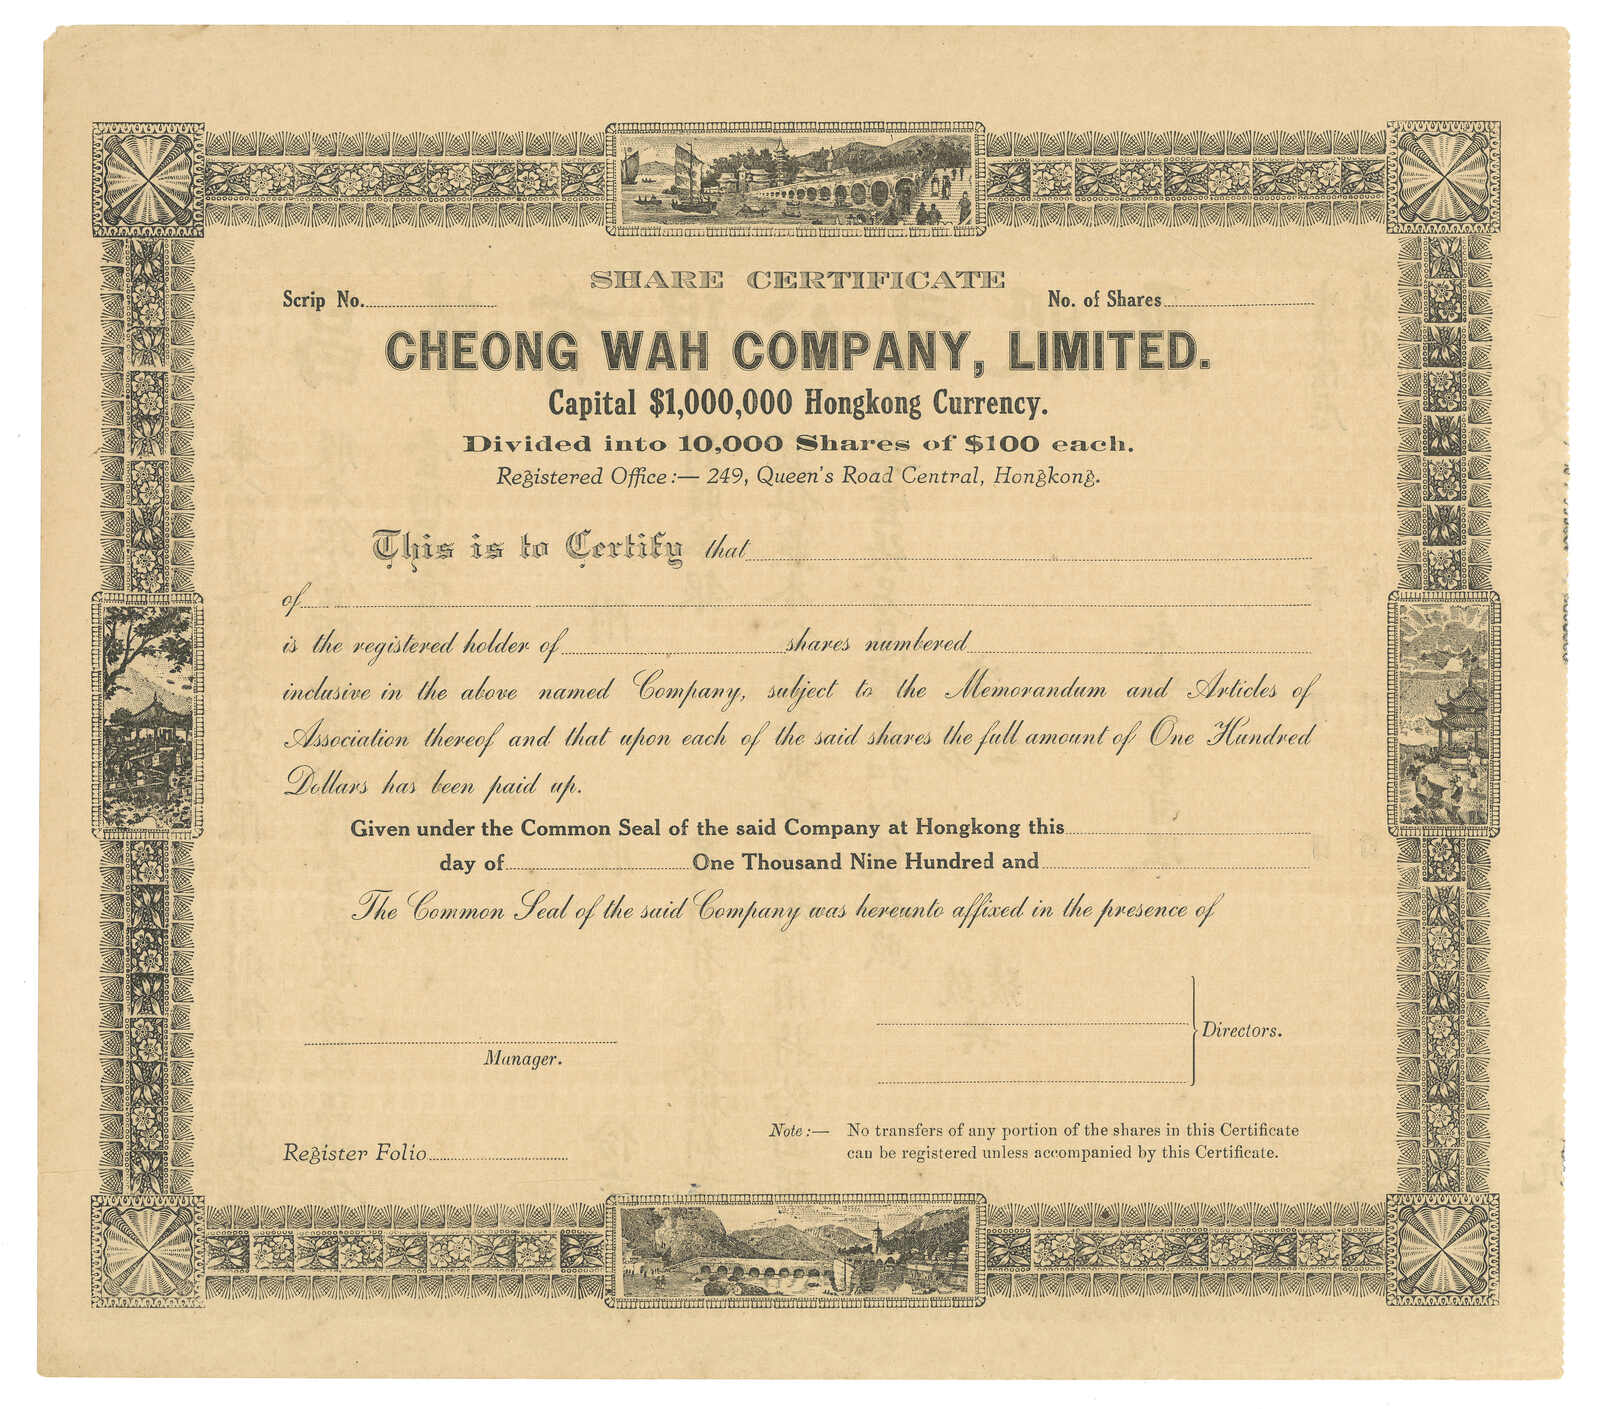 SHARE CERTIFICATE
Scrip No. No. of Shares
CHEONG WAH COMPANY, LIMITED.
Capital $1,000,000 Hongkong Currency.
Divided into 10,000 Shares of $100 each.
Registered Office:— 249, Queen's Road Central, Hongkong.
This is to Certify that
of
is the registered holder of shares numbered
inclusive in the above named Company, subject to the Memorandum and Articles of
Association thereof and that upon each of the said shares the full amount of One Hundred
Dollars has been paid up.
Given under the Common Seal of the said Company at Hongkong this
day of One Thousand Nine Hundred and
The Common Seal of the said Company was hereunto affixed in the presence of
Directors.
Manager.
Note:— No transfers of any portion of the shares in this Certificate
can be registered unless accompanied by this Certificate.
Register Folio